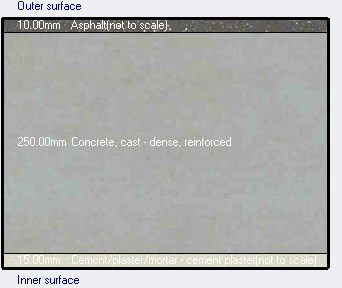 Outer surface
10.00mm Asphalt(not to scale)
250.00mm Concrete, cast - dense, reinforced
15.00mm Cement/plaster/mortar - cement plaster(not to scale)
Inner surface